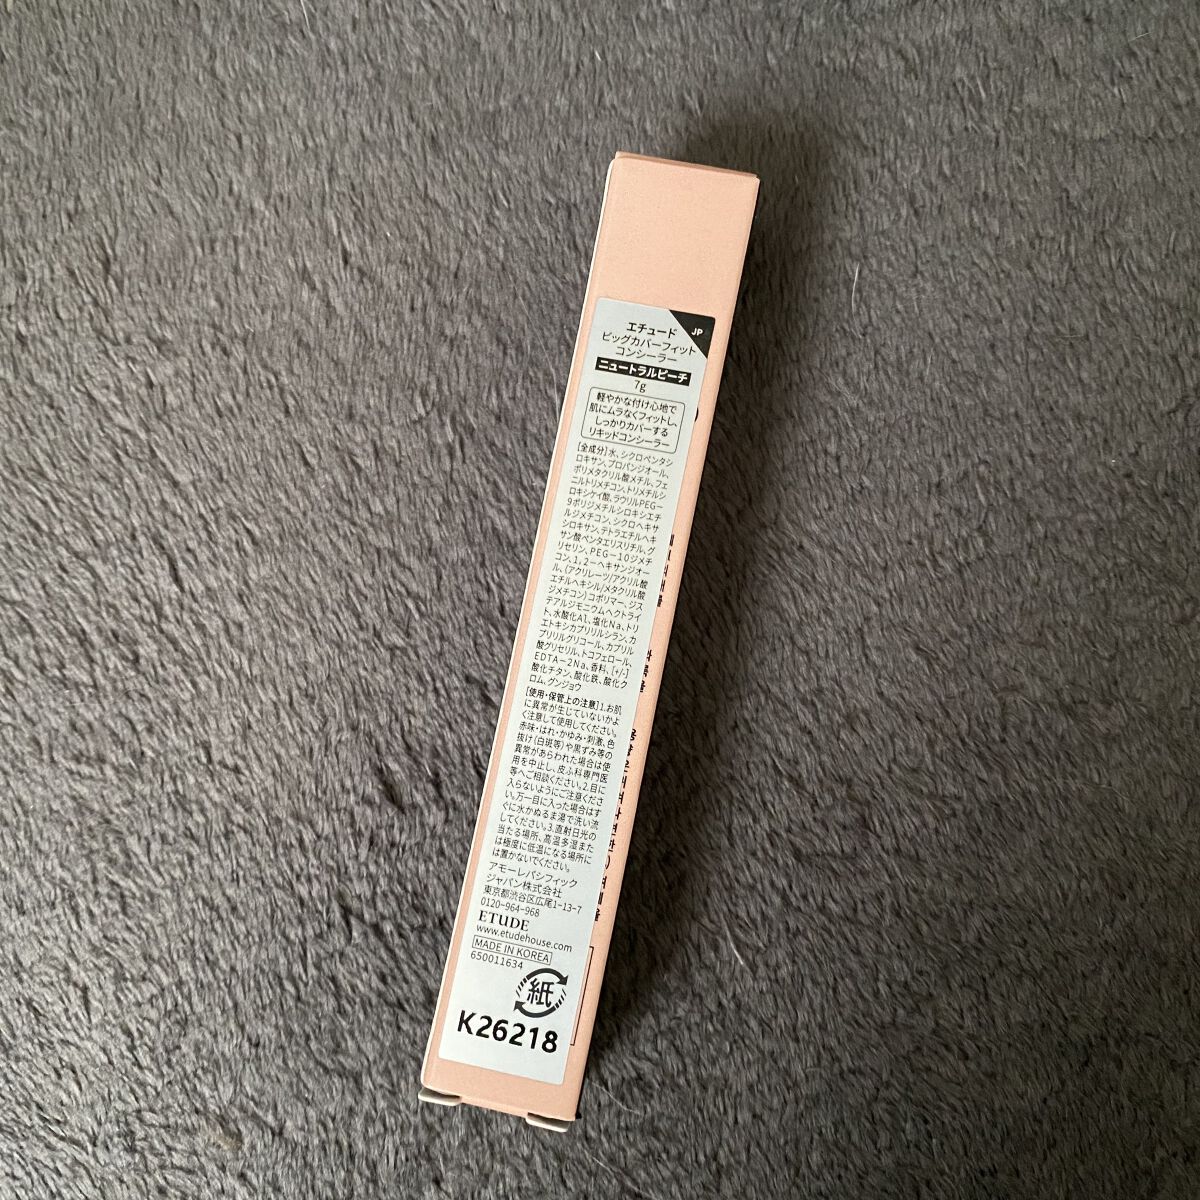 JP
エチュード
ビッグカバーフィット
コンシーラー
ニュートラルピーチ
7g
軽やかな付け心地で
肌にムラなくフィットし、
しっかりカバーする
リキッドコンシーラー
[全成分]水、シクロペンタシ
ロキサン、プロパンジオール、
ポリメタクリル酸メチル、フェ
ニルトリメチコン、トリメチルシ
ロキシケイ酸、ラウリルPEG-
9ポリジメチルシロキシエチ
ルジメチコン、シクロヘキサ
シロキサン、テトラエチルヘキ
サン酸ペンタエリスリチル、グ
リセリン、PEG-10ジメチ
コン、1,2-ヘキサンジオー
ル、(アクリレーツ/アクリル酸
エチルヘキシル/メタクリル酸
ジメチコン)コポリマー、ジス
テアルジモニウムヘクトライ
ト、水酸化Al、塩化Na、トリ
エトキシカプリリルシラン、カ
プリリルグリコール、カプリル
酸グリセリル、トコフェロール、
EDTA-2Na、香料、[+/-]
酸化チタン、酸化鉄、酸化ク
ロム、グンジョウ
[使用・保管上の注意]1.お肌
に異常が生じていないかよ
く注意して使用してください。
赤味・はれ・かゆみ・刺激、色
抜け(白斑等)や黒ずみ等の
異常があらわれた場合は使
用を中止し、皮ふ科専門医
等へご相談ください。2.目に
入らないようにご注意くださ
い。万一目に入った場合はす
ぐに水かぬるま湯で洗い流
してください。3.直射日光の
当たる場所、高温多湿また
は極度に低温になる場所に
は置かないでください。
アモーレパシフィック
ジャパン株式会社
東京都渋谷区広尾1-13-7
0120-964-968
ETUDE
www.etudehouse.com
MADE IN KOREA
650011634
紙
K26218